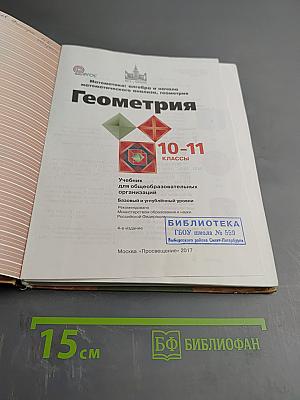 ФГОС
Математика: алгебра и начала
математического анализа, геометрия
Геометрия
10–11
КЛАССЫ
Учебник
для общеобразовательных
организаций
Базовый и углублённый уровни
Рекомендовано
Министерством образования и науки
Российской Федерации
4-е издание
БИБЛИОТЕКА
ГБОУ школа №
Выборгского района Санкт-Петербурга
Москва «Просвещение» 2017
15 см
БФ БИБЛИОФАН